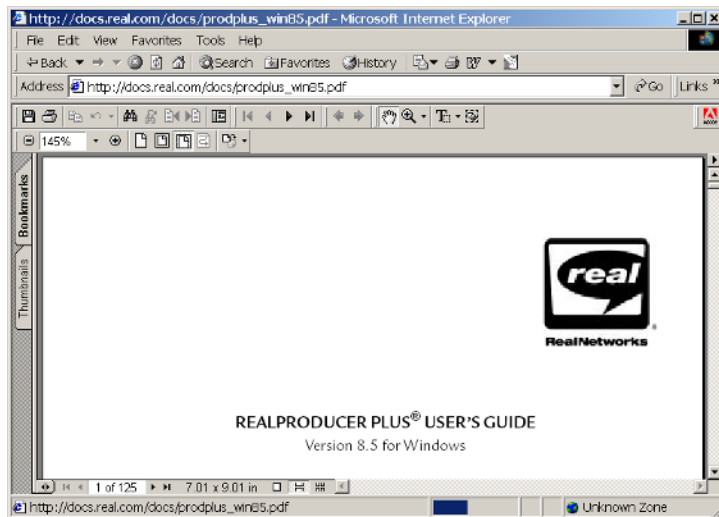 http://docs.real.com/docs/prodplus_win85.pdf - Microsoft Internet Explorer
File Edit View Favorites Tools Help
Back Search Favorites History
Address http://docs.real.com/docs/prodplus_win85.pdf Go Links »
145%
Bookmarks
Thumbnails
real
RealNetworks
REALPRODUCER PLUS® USER'S GUIDE
Version 8.5 for Windows
1 of 125 7.01 x 9.01 in
http://docs.real.com/docs/prodplus_win85.pdf Unknown Zone